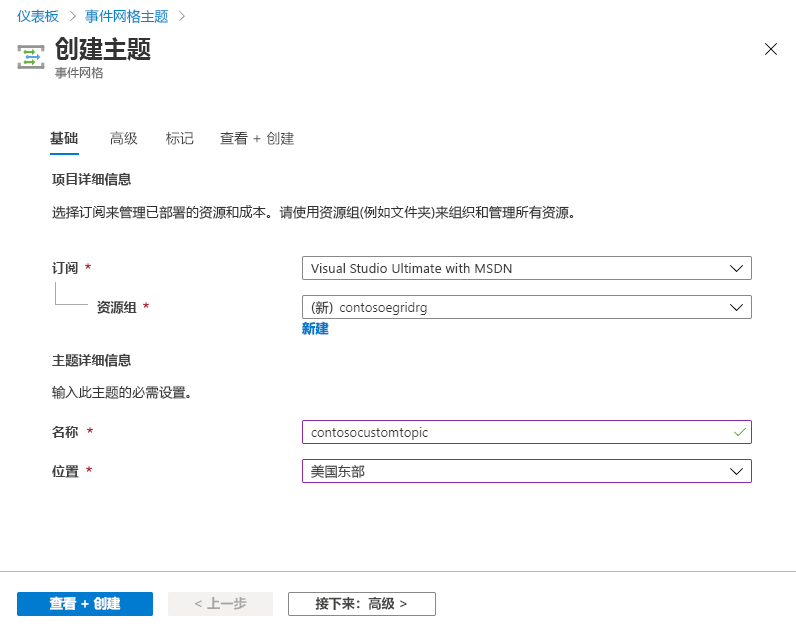 仪表板 > 事件网格主题 >
创建主题
事件网格
基础 高级 标记 查看 + 创建
项目详细信息
选择订阅来管理已部署的资源和成本。请使用资源组(例如文件夹)来组织和管理所有资源。
订阅 * Visual Studio Ultimate with MSDN
资源组 * (新) contosoegridrg
新建
主题详细信息
输入此主题的必需设置。
名称 * contosocustomtopic
位置 * 美国东部
查看 + 创建 < 上一步 接下来：高级 >